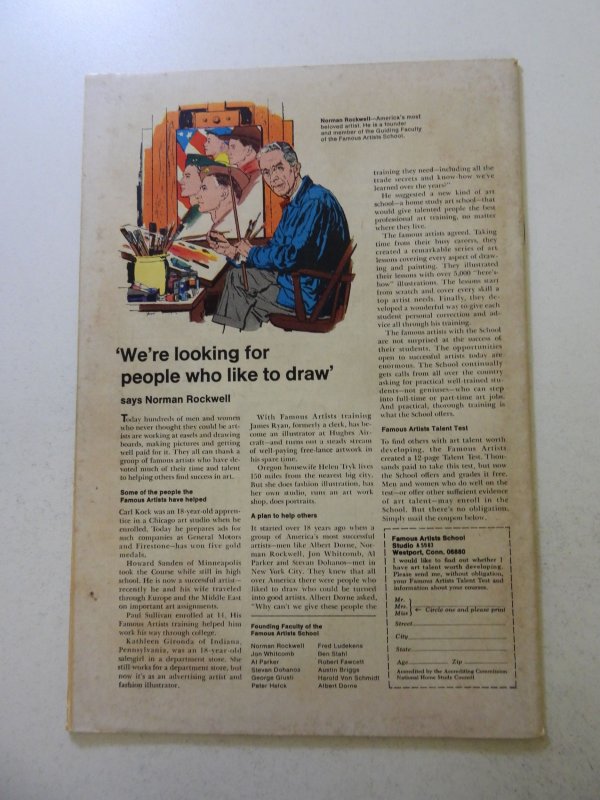 Norman Rockwell—America's most
beloved artist. He is a founder
and member of the Guiding Faculty
of the Famous Artists School.
'We're looking for
people who like to draw'
says Norman Rockwell
Today hundreds of men and women
who never thought they could be art-
ists are working at easels and drawing
boards, making pictures and getting
well paid for it. They all can thank a
group of famous artists who have de-
voted much of their time and talent
to helping others find success in art.
Some of the people the
Famous Artists have helped
Carl Kock was an 18-year-old appren-
tice in a Chicago art studio when he
enrolled. Today he prepares ads for
such companies as General Motors
and Firestone—has won five gold
medals.
Howard Sanden of Minneapolis
took the Course while still in high
school. He is now a successful artist—
recently he and his wife traveled
through Europe and the Middle East
on important art assignments.
Paul Sullivan enrolled at 14. His
Famous Artists training helped him
work his way through college.
Kathleen Gironda of Indiana,
Pennsylvania, was an 18-year-old
salesgirl in a department store. She
still works for a department store, but
now it's as an advertising artist and
fashion illustrator.
With Famous Artists training
James Ryan, formerly a clerk, has be-
come an illustrator at Hughes Air-
craft—and turns out a steady stream
of well-paying free-lance artwork in
his spare time.
Oregon housewife Helen Tryk lives
150 miles from the nearest big city.
But she does fashion illustration, has
her own studio, runs an art work
shop, does portraits.
A plan to help others
It started over 18 years ago when a
group of America's most successful
artists—men like Albert Dorne, Nor-
man Rockwell, Jon Whitcomb, Al
Parker and Stevan Dohanos—met in
New York City. They knew that all
over America there were people who
liked to draw who could be turned
into good artists. Albert Dorne asked,
"Why can't we give these people the
Founding Faculty of the
Famous Artists School
Norman Rockwell
Jon Whitcomb
Al Parker
Stevan Dohanos
George Giusti
Peter Helck
Fred Ludekens
Ben Stahl
Robert Fawcett
Austin Briggs
Harold Von Schmidt
Albert Dorne
training they need—including all the
trade secrets and know-how we've
learned over the years?"
He suggested a new kind of art
school—a home study art school—that
would give talented people the best
professional art training, no matter
where they live.
The famous artists agreed. Taking
time from their busy careers, they
created a remarkable series of art
lessons covering every aspect of draw-
ing and painting. They illustrated
their lessons with over 5,000 "here's-
how" illustrations. The lessons start
from scratch and cover every skill a
top artist needs. Finally, they de-
veloped a wonderful way to give each
student personal correction and ad-
vice all through his training.
The famous artists with the School
are not surprised at the success of
their students. The opportunities
open to successful artists today are
enormous. The School continually
gets calls from all over the country
asking for practical well-trained stu-
dents—not geniuses—who can step
into full-time or part-time art jobs.
And practical, thorough training is
what the School offers.
Famous Artists Talent Test
To find others with art talent worth
developing, the Famous Artists
created a 12-page Talent Test. Thou-
sands paid to take this test, but now
the School offers and grades it free.
Men and women who do well on the
test—or offer other sufficient evidence
of art talent—may enroll in the
School. But there's no obligation.
Simply mail the coupon below.
Famous Artists School
Studio
Westport, Conn. 06880
I would like to find out whether I
have art talent worth developing.
Please send me, without obligation,
your Famous Artists Talent Test and
information about your courses.
Mr.
Mrs.
Miss
← Circle one and please print
Street
City
State
Age Zip
Accredited by the Accrediting Commission
National Home Study Council